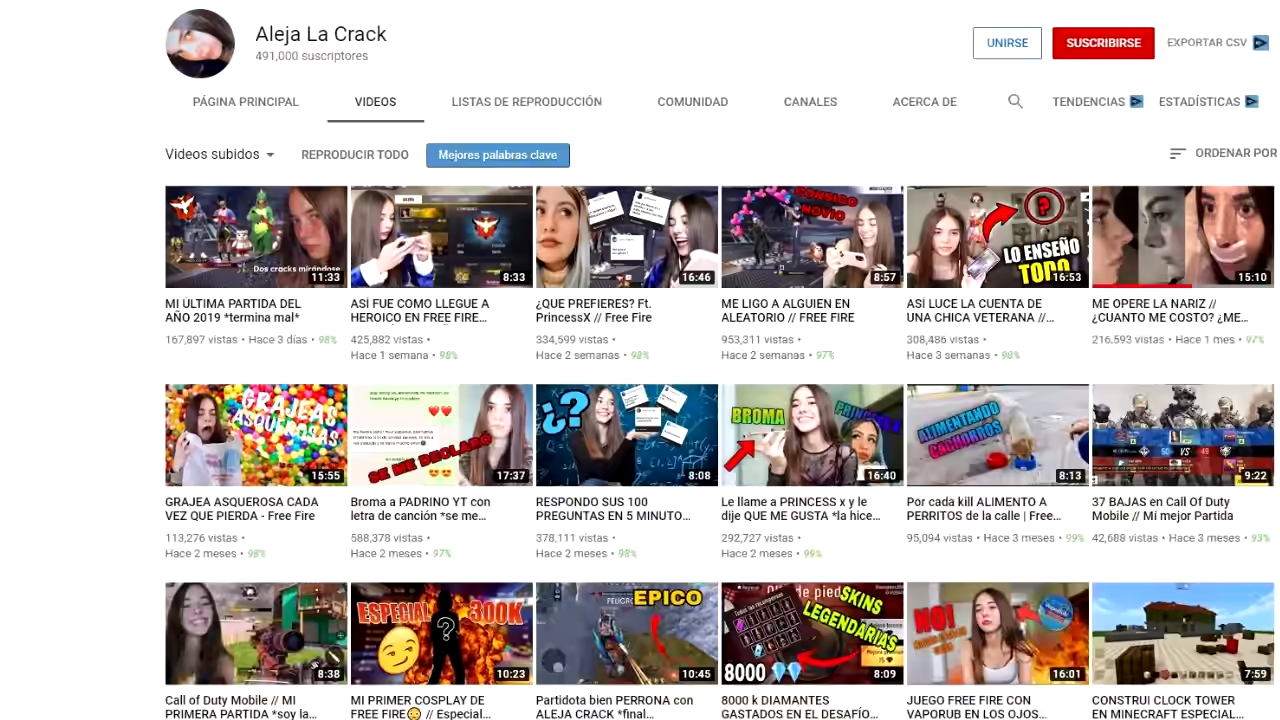 Aleja La Crack
491,000 suscriptores
UNIRSE
SUSCRIBIRSE
EXPORTAR CSV
PÁGINA PRINCIPAL
VIDEOS
LISTAS DE REPRODUCCIÓN
COMUNIDAD
CANALES
ACERCA DE
TENDENCIAS
ESTADÍSTICAS
Videos subidos
REPRODUCIR TODO
Mejores palabras clave
ORDENAR POR
Dos cracks mirándose
11:33
8:33
16:46
CONSIGO
NOVIO
8:57
?
LO ENSEÑO
TODO
16:53
15:10
MI ÚLTIMA PARTIDA DEL
AÑO 2019 *termina mal*
167,897 vistas • Hace 3 días • 98%
ASÍ FUE COMO LLEGUE A
HEROICO EN FREE FIRE...
425,882 vistas •
Hace 1 semana • 98%
¿QUE PREFIERES? Ft.
PrincessX // Free Fire
334,599 vistas •
Hace 2 semanas • 98%
ME LIGO A ALGUIEN EN
ALEATORIO // FREE FIRE
953,311 vistas •
Hace 2 semanas • 97%
ASI LUCE LA CUENTA DE
UNA CHICA VETERANA //...
308,486 vistas •
Hace 3 semanas • 98%
ME OPERE LA NARIZ //
¿CUANTO ME COSTO? ¿ME...
216,593 vistas • Hace 1 mes • 97%
GRAJEAS
ASQUEROSAS
15:55
SE ME DECLARO
17:37
¿?
8:08
BROMA
PRINCESS X
16:40
ALIMENTANDO
CACHORROS
8:13
50 VS 49
9:22
GRAJEA ASQUEROSA CADA
VEZ QUE PIERDA - Free Fire
113,276 vistas •
Hace 2 meses • 98%
Broma a PADRINO YT con
letra de canción *se me...
588,378 vistas •
Hace 2 meses • 97%
RESPONDO SUS 100
PREGUNTAS EN 5 MINUTO...
378,111 vistas •
Hace 2 meses • 98%
Le llame a PRINCESS x y le
dije QUE ME GUSTA *la hice...
292,727 vistas •
Hace 2 meses • 99%
Por cada kill ALIMENTO A
PERRITOS de la calle | Free...
95,094 vistas • Hace 3 meses • 99%
37 BAJAS en Call Of Duty
Mobile // Mi mejor Partida
42,688 vistas • Hace 3 meses • 93%
8:38
ESPECIAL 300K
?
10:23
EPICO
10:45
SKINS
LEGENDARIAS
8000
8:09
NO!
16:01
7:59
Call of Duty Mobile // MI
PRIMERA PARTIDA *soy la...
MI PRIMER COSPLAY DE
FREE FIRE😳 // Especial...
Partidota bien PERRONA con
ALEJA CRACK *final...
8000 k DIAMANTES
GASTADOS EN EL DESAFÍO...
JUEGO FREE FIRE CON
VAPORUB EN LOS OJOS...
CONSTRUI CLOCK TOWER
EN MINECRAFT ESPECIAL...